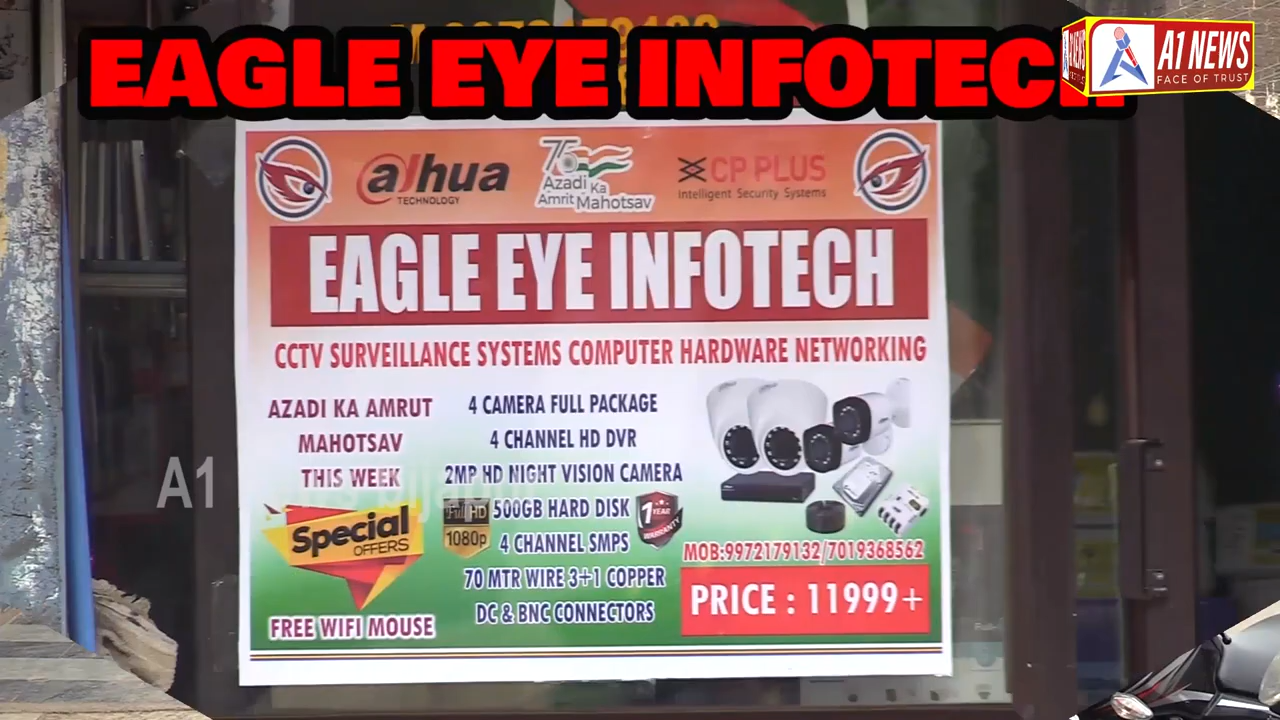 EAGLE EYE INFOTECH
A1 NEWS
FACE OF TRUST
alhua
TECHNOLOGY
75
Azadi Ka
Amrit Mahotsav
CP PLUS
Intelligent Security Systems
EAGLE EYE INFOTECH
CCTV SURVEILLANCE SYSTEMS COMPUTER HARDWARE NETWORKING
AZADI KA AMRUT
MAHOTSAV
THIS WEEK
Special
OFFERS
FREE WIFI MOUSE
4 CAMERA FULL PACKAGE
4 CHANNEL HD DVR
2MP HD NIGHT VISION CAMERA
500GB HARD DISK
4 CHANNEL SMPS
70 MTR WIRE 3+1 COPPER
DC & BNC CONNECTORS
Full HD
1080p
1 YEAR
WARRANTY
MOB:9972179132/7019368562
PRICE : 11999+
A1